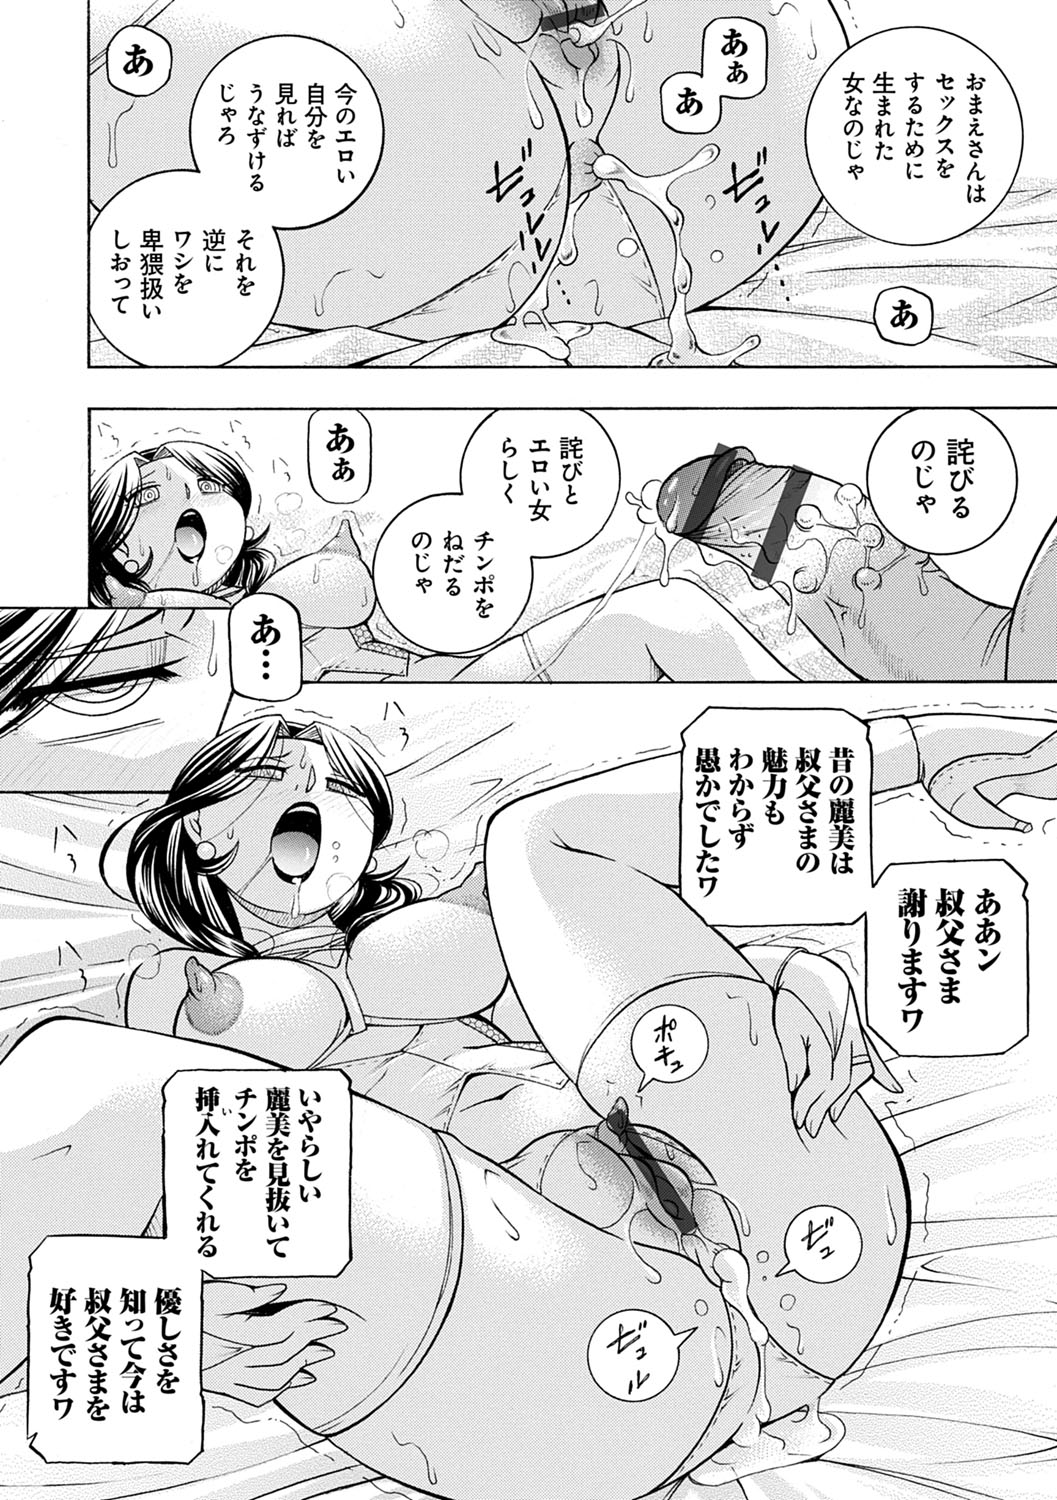 おまえさんは
セックスを
するために
生まれた
女なのじゃ
あぁ
あ
ビュ
ビュル
今のエロい
自分を
見れば
うなずける
じゃろ
それを
逆に
ワシを
卑猥扱い
しおって
あ
あ
詫びる
のじゃ
詫びと
エロい女
らしく
チンポを
ねだる
のじゃ
あぁ
あ…
ああン
叔父さま
謝りますワ
昔の麗美は
叔父さまの
魅力も
わからず
愚かでしたワ
ポキュ
ビュ
ビュル
いやらしい
麗美を見抜いて
チンポを
挿入れてくれる
い
優しさを
知って今は
叔父さまを
好きですワ